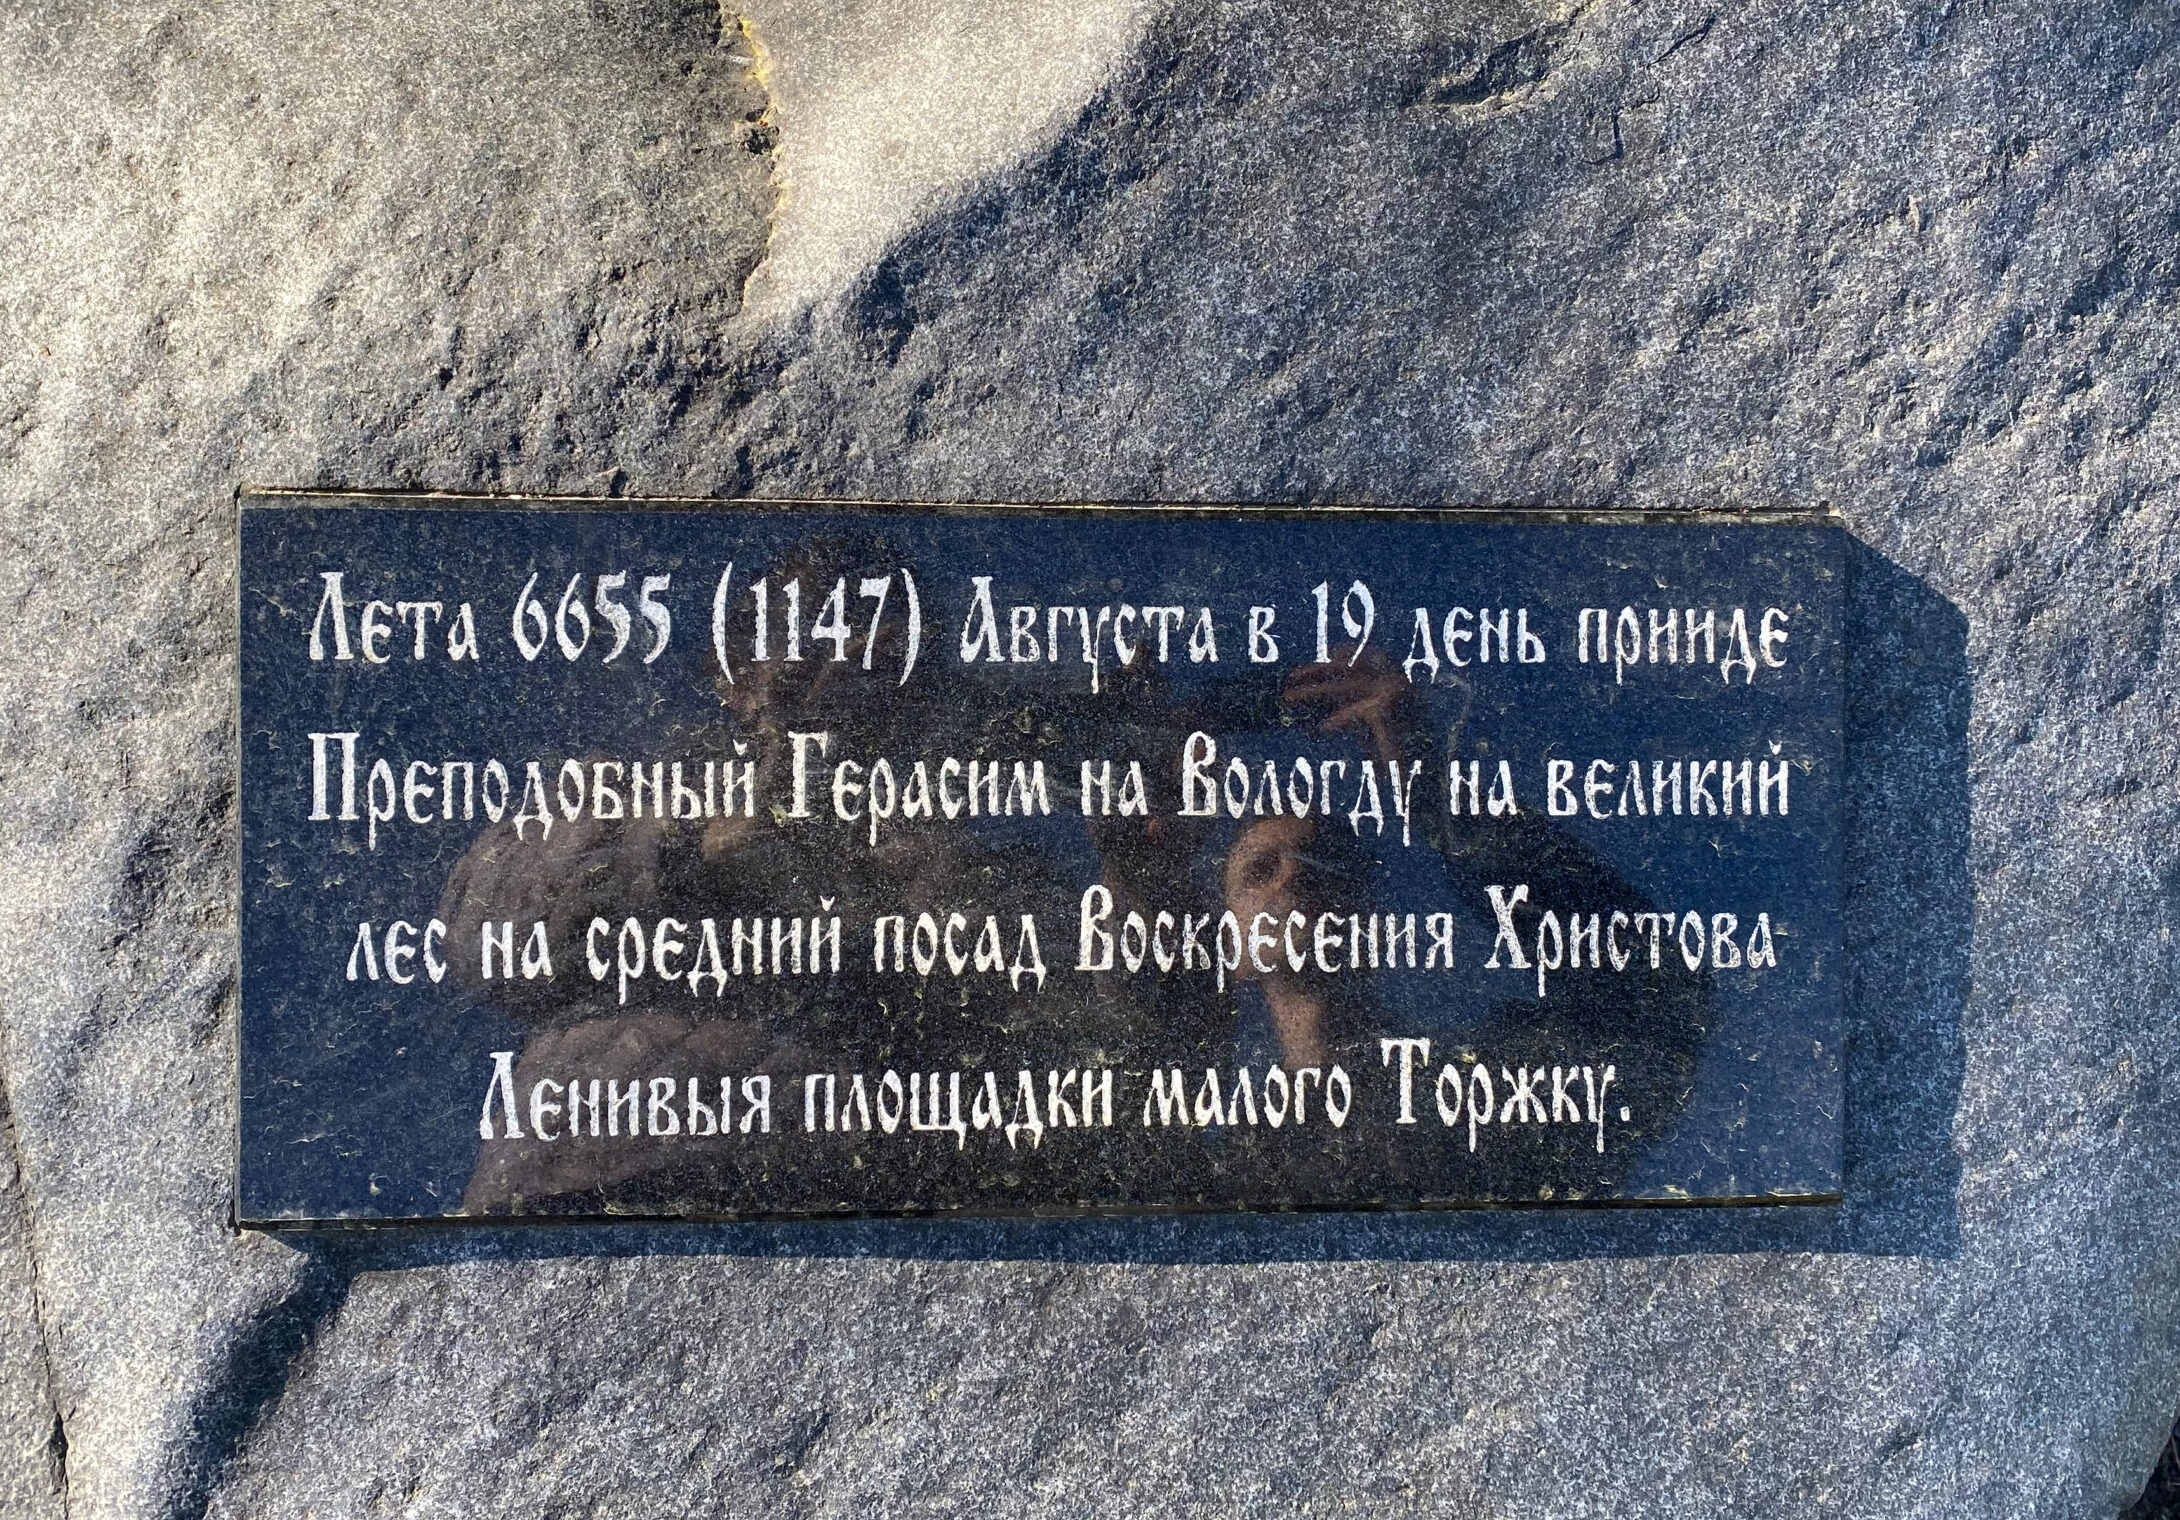 Лета 6655 (1147) Августа в 19 день прииде
Преподобный Герасим на Вологду на великий
лес на средний посад Воскресения Христова
Ленивыя площадки малого Торжку.